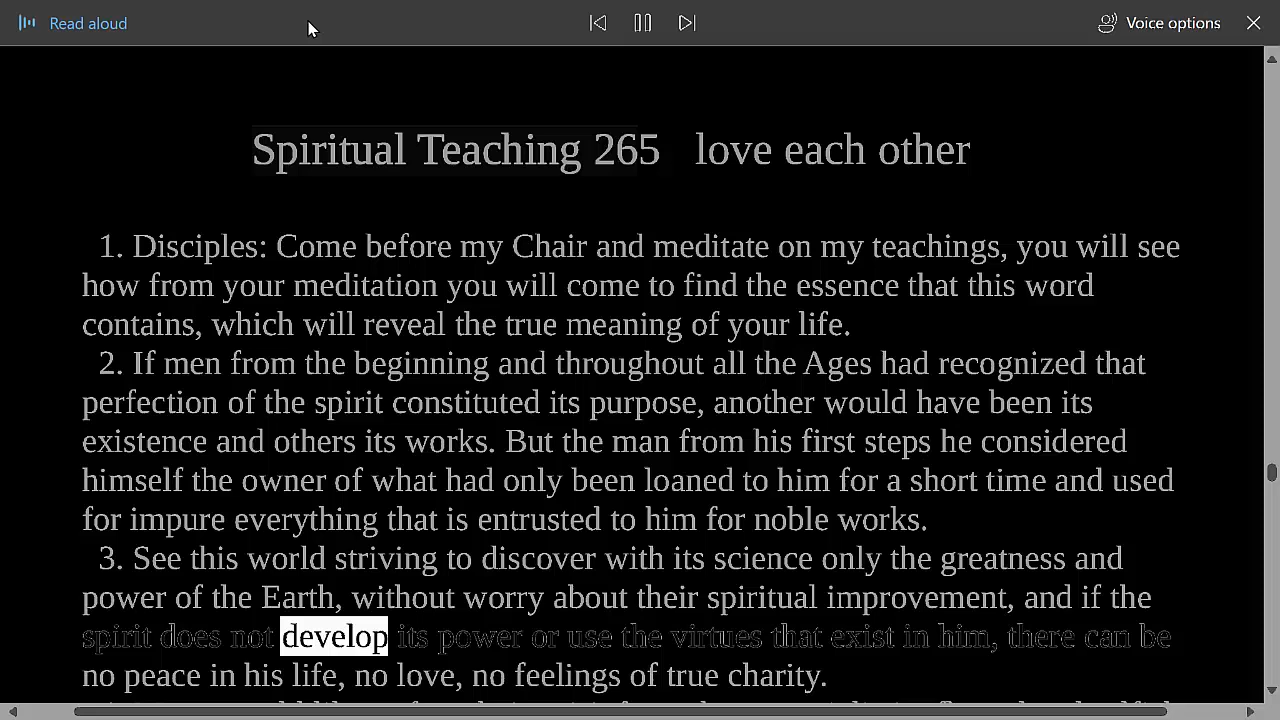 Read aloud
Voice options
Spiritual Teaching 265 love each other
1. Disciples: Come before my Chair and meditate on my teachings, you will see
how from your meditation you will come to find the essence that this word
contains, which will reveal the true meaning of your life.
2. If men from the beginning and throughout all the Ages had recognized that
perfection of the spirit constituted its purpose, another would have been its
existence and others its works. But the man from his first steps he considered
himself the owner of what had only been loaned to him for a short time and used
for impure everything that is entrusted to him for noble works.
3. See this world striving to discover with its science only the greatness and
power of the Earth, without worry about their spiritual improvement, and if the
spirit does not develop its power or use the virtues that exist in him, there can be
no peace in his life, no love, no feelings of true charity.